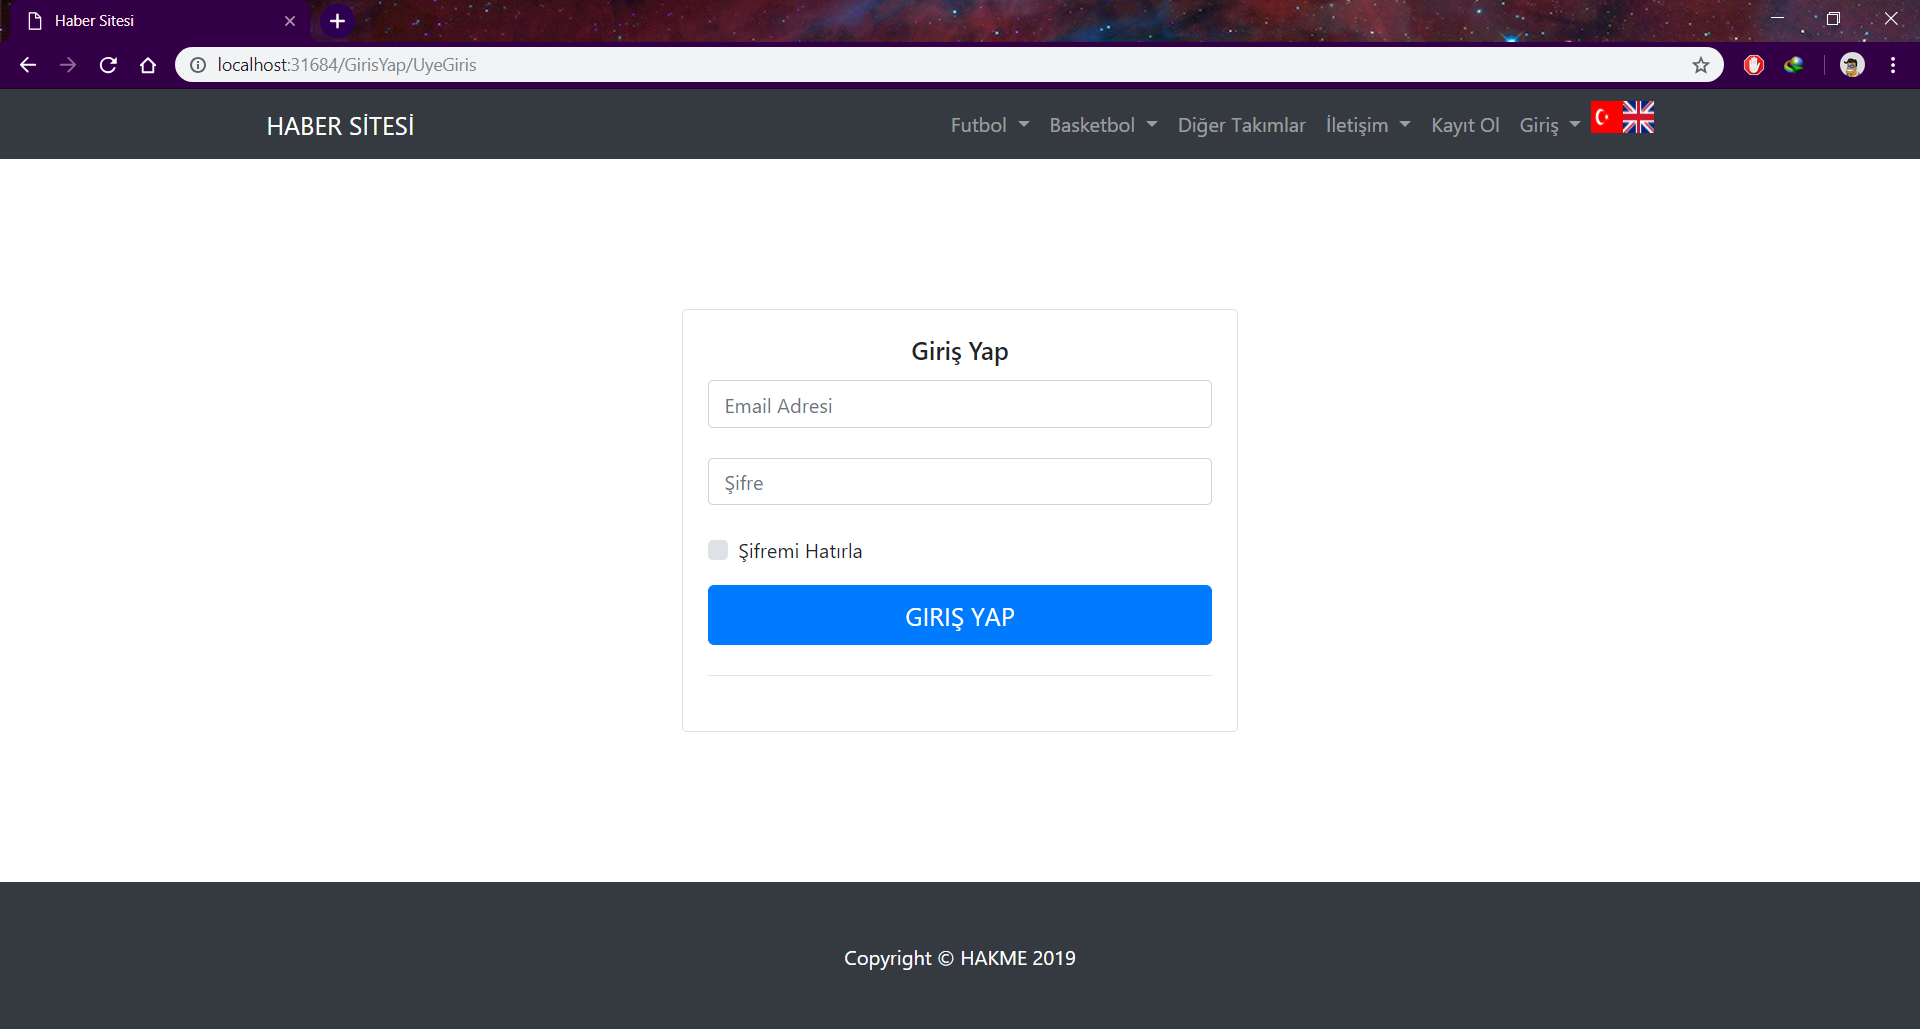 Haber Sitesi
localhost:31684/GirisYap/UyeGiris
HABER SİTESİ
Futbol
Basketbol
Diğer Takımlar
İletişim
Kayıt Ol
Giriş
Giriş Yap
Email Adresi
Şifre
Şifremi Hatırla
GIRIŞ YAP
Copyright © HAKME 2019